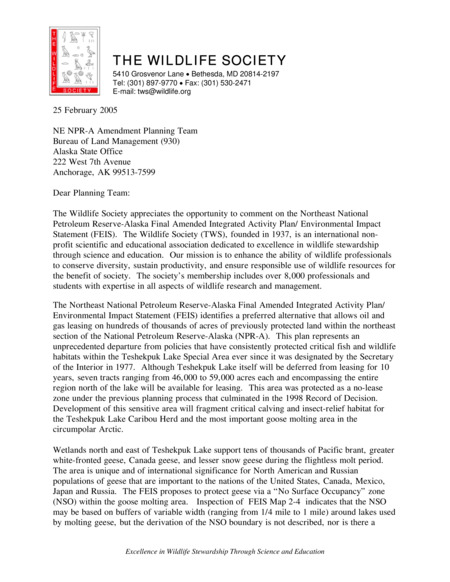 THE WILDLIFE
SOCIETY
THE WILDLIFE SOCIETY
5410 Grosvenor Lane • Bethesda, MD 20814-2197
Tel: (301) 897-9770 • Fax: (301) 530-2471
E-mail: tws@wildlife.org
25 February 2005
NE NPR-A Amendment Planning Team
Bureau of Land Management (930)
Alaska State Office
222 West 7th Avenue
Anchorage, AK 99513-7599
Dear Planning Team:
The Wildlife Society appreciates the opportunity to comment on the Northeast National
Petroleum Reserve-Alaska Final Amended Integrated Activity Plan/ Environmental Impact
Statement (FEIS). The Wildlife Society (TWS), founded in 1937, is an international non-
profit scientific and educational association dedicated to excellence in wildlife stewardship
through science and education. Our mission is to enhance the ability of wildlife professionals
to conserve diversity, sustain productivity, and ensure responsible use of wildlife resources for
the benefit of society. The society's membership includes over 8,000 professionals and
students with expertise in all aspects of wildlife research and management.
The Northeast National Petroleum Reserve-Alaska Final Amended Integrated Activity Plan/
Environmental Impact Statement (FEIS) identifies a preferred alternative that allows oil and
gas leasing on hundreds of thousands of acres of previously protected land within the northeast
section of the National Petroleum Reserve-Alaska (NPR-A). This plan represents an
unprecedented departure from policies that have consistently protected critical fish and wildlife
habitats within the Teshekpuk Lake Special Area ever since it was designated by the Secretary
of the Interior in 1977. Although Teshekpuk Lake itself will be deferred from leasing for 10
years, seven tracts ranging from 46,000 to 59,000 acres each and encompassing the entire
region north of the lake will be available for leasing. This area was protected as a no-lease
zone under the previous planning process that culminated in the 1998 Record of Decision.
Development of this sensitive area will fragment critical calving and insect-relief habitat for
the Teshekpuk Lake Caribou Herd and the most important goose molting area in the
circumpolar Arctic.
Wetlands north and east of Teshekpuk Lake support tens of thousands of Pacific brant, greater
white-fronted geese, Canada geese, and lesser snow geese during the flightless molt period.
The area is unique and of international significance for North American and Russian
populations of geese that are important to the nations of the United States, Canada, Mexico,
Japan and Russia. The FEIS proposes to protect geese via a "No Surface Occupancy" zone
(NSO) within the goose molting area. Inspection of FEIS Map 2-4 indicates that the NSO
may be based on buffers of variable width (ranging from 1/4 mile to 1 mile) around lakes used
by molting geese, but the derivation of the NSO boundary is not described, nor is there a
Excellence in Wildlife Stewardship Through Science and Education